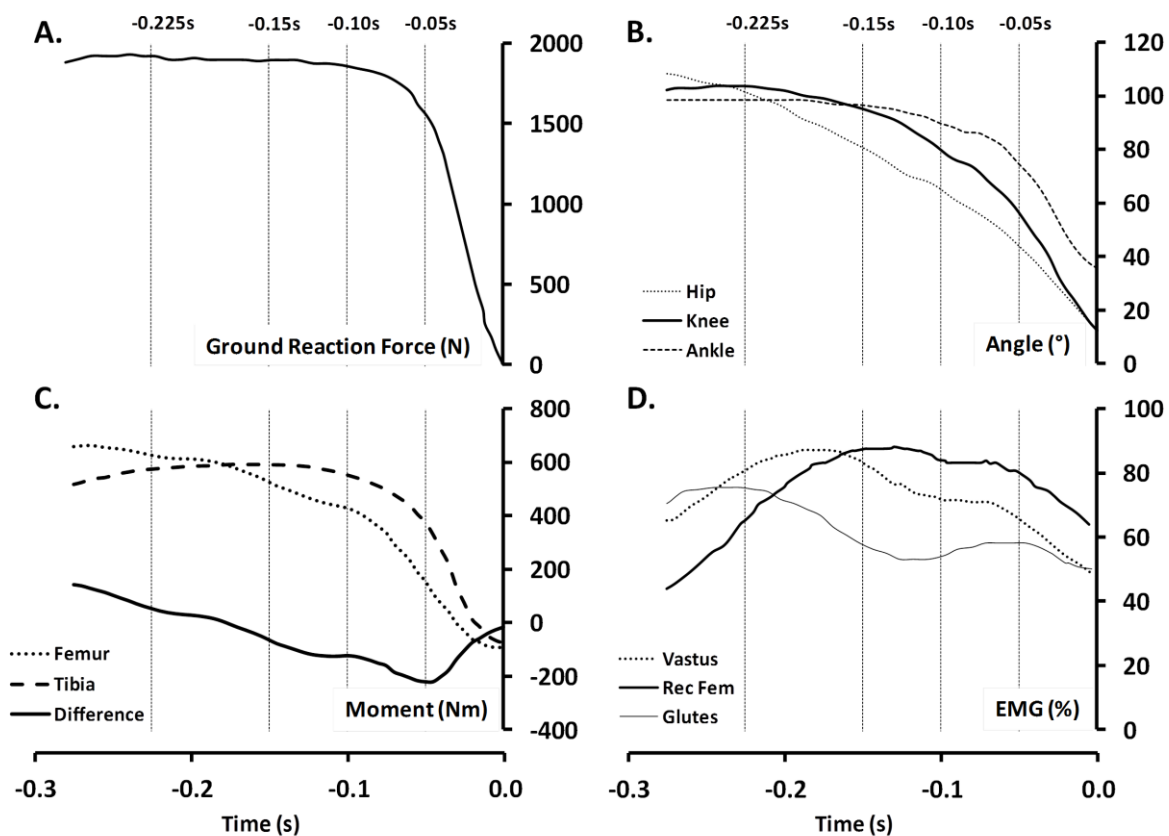 A.
-0.225s -0.15s -0.10s -0.05s
2000
1500
1000
500
0
Ground Reaction Force (N)
B.
-0.225s -0.15s -0.10s -0.05s
120
100
80
60
40
20
0
Hip
Knee
Ankle
Angle (°)
C.
800
600
400
200
0
-200
-400
Femur
Tibia
Difference
Moment (Nm)
-0.3 -0.2 -0.1 0.0
Time (s)
D.
100
80
60
40
20
0
Vastus
Rec Fem
Glutes
EMG (%)
-0.3 -0.2 -0.1 0.0
Time (s)